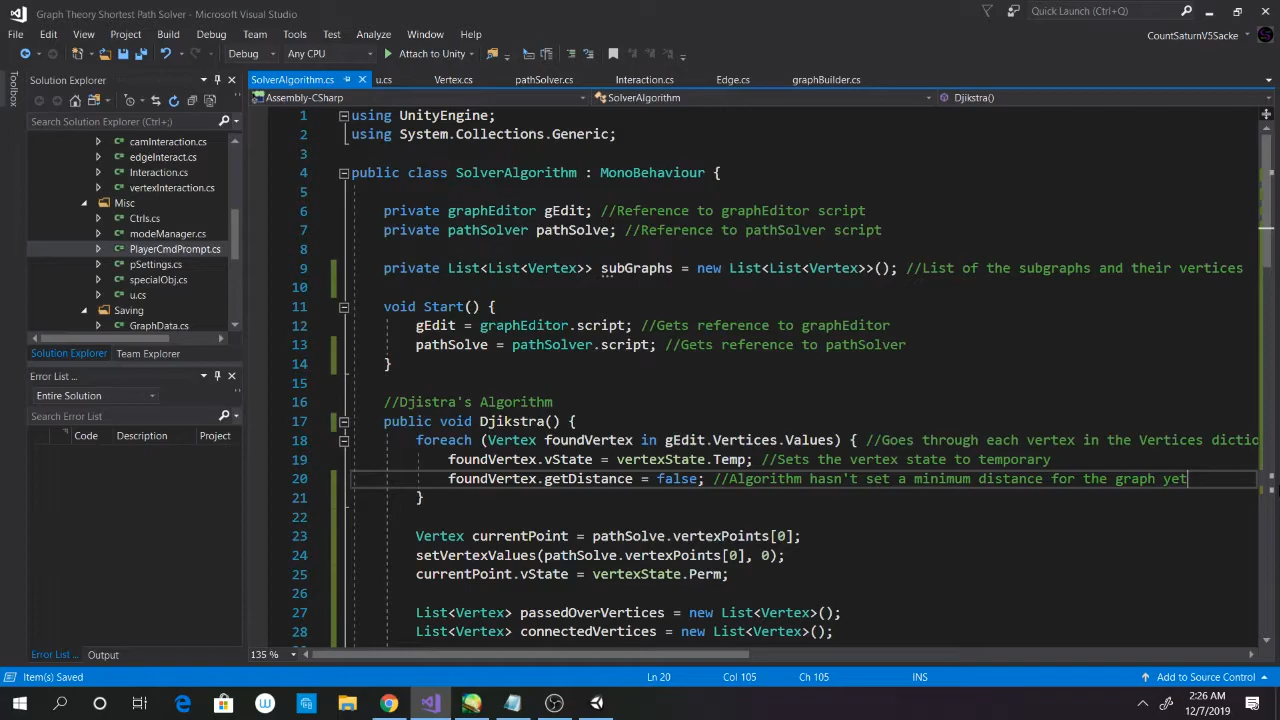 Graph Theory Shortest Path Solver - Microsoft Visual Studio
Quick Launch (Ctrl+;)
File Edit View Project Build Debug Team Tools Test Analyze Window Help
CountSaturnV5Sacke
Debug Any CPU Attach to Unity
Toolbox
Solution Explorer
Search Solution Explorer (Ctrl+;)
camInteraction.cs
edgeInteract.cs
Interaction.cs
vertexInteraction.cs
Misc
Ctrls.cs
modeManager.cs
PlayerCmdPrompt.cs
pSettings.cs
specialObj.cs
u.cs
Saving
GraphData.cs
Solution Explorer Team Explorer
Error List ...
Entire Solution
Search Error List
Code Description Project
Error List ... Output
SolverAlgorithm.cs u.cs Vertex.cs pathSolver.cs Interaction.cs Edge.cs graphBuilder.cs
Assembly-CSharp SolverAlgorithm Djikstra()
1 using UnityEngine;
2 using System.Collections.Generic;
3
4 public class SolverAlgorithm : MonoBehaviour {
5
6 private graphEditor gEdit; //Reference to graphEditor script
7 private pathSolver pathSolve; //Reference to pathSolver script
8
9 private List<List<Vertex>> subGraphs = new List<List<Vertex>>(); //List of the subgraphs and their vertices
10
11 void Start() {
12 gEdit = graphEditor.script; //Gets reference to graphEditor
13 pathSolve = pathSolver.script; //Gets reference to pathSolver
14 }
15
16 //Djistra's Algorithm
17 public void Djikstra() {
18 foreach (Vertex foundVertex in gEdit.Vertices.Values) { //Goes through each vertex in the Vertices dictio
19 foundVertex.vState = vertexState.Temp; //Sets the vertex state to temporary
20 foundVertex.getDistance = false; //Algorithm hasn't set a minimum distance for the graph yet
21 }
22
23 Vertex currentPoint = pathSolve.vertexPoints[0];
24 setVertexValues(pathSolve.vertexPoints[0], 0);
25 currentPoint.vState = vertexState.Perm;
26
27 List<Vertex> passedOverVertices = new List<Vertex>();
28 List<Vertex> connectedVertices = new List<Vertex>();
135 %
Item(s) Saved Ln 20 Col 105 Ch 105 INS Add to Source Control
2:26 AM
12/7/2019